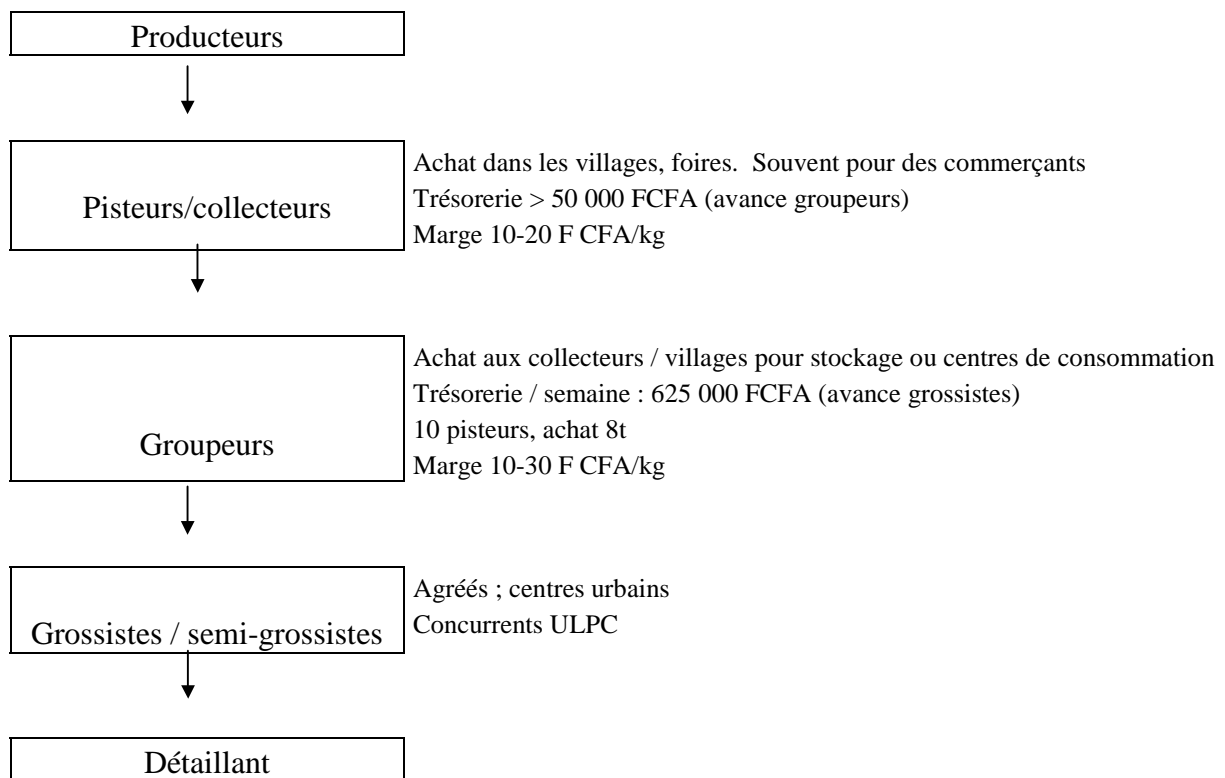 Producteurs
Achat dans les villages, foires.  Souvent pour des commerçants
Pisteurs/collecteurs
Trésorerie > 50 000 FCFA (avance groupeurs)
Marge 10-20 F CFA/kg
Achat aux collecteurs / villages pour stockage ou centres de consommation
Trésorerie / semaine : 625 000 FCFA (avance grossistes)
10 pisteurs, achat 8t
Groupeurs
Marge 10-30 F CFA/kg
Agréés ; centres urbains
Grossistes / semi-grossistes
Concurrents ULPC
Détaillant